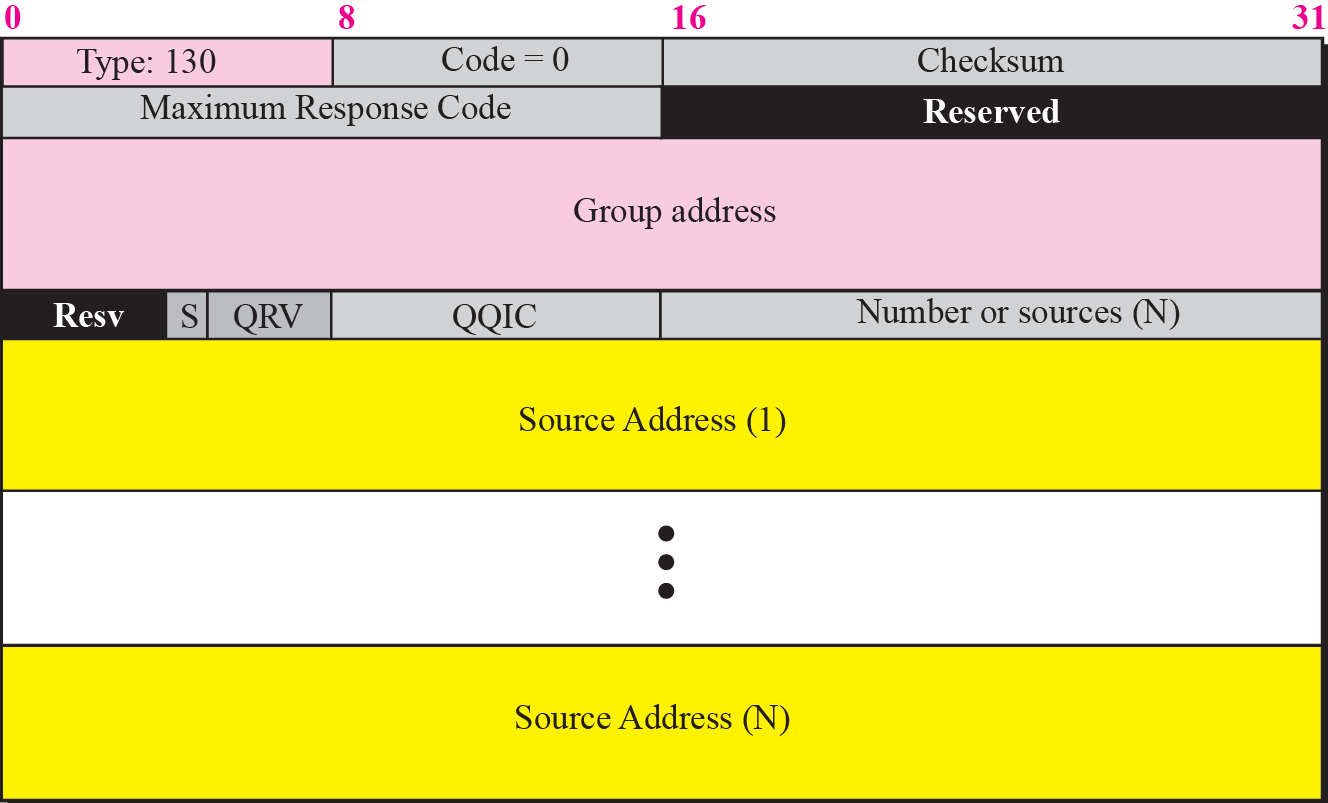 0 8 16 31
Type: 130 Code = 0 Checksum
Maximum Response Code Reserved
Group address
Resv S QRV QQIC Number or sources (N)
Source Address (1)
Source Address (N)